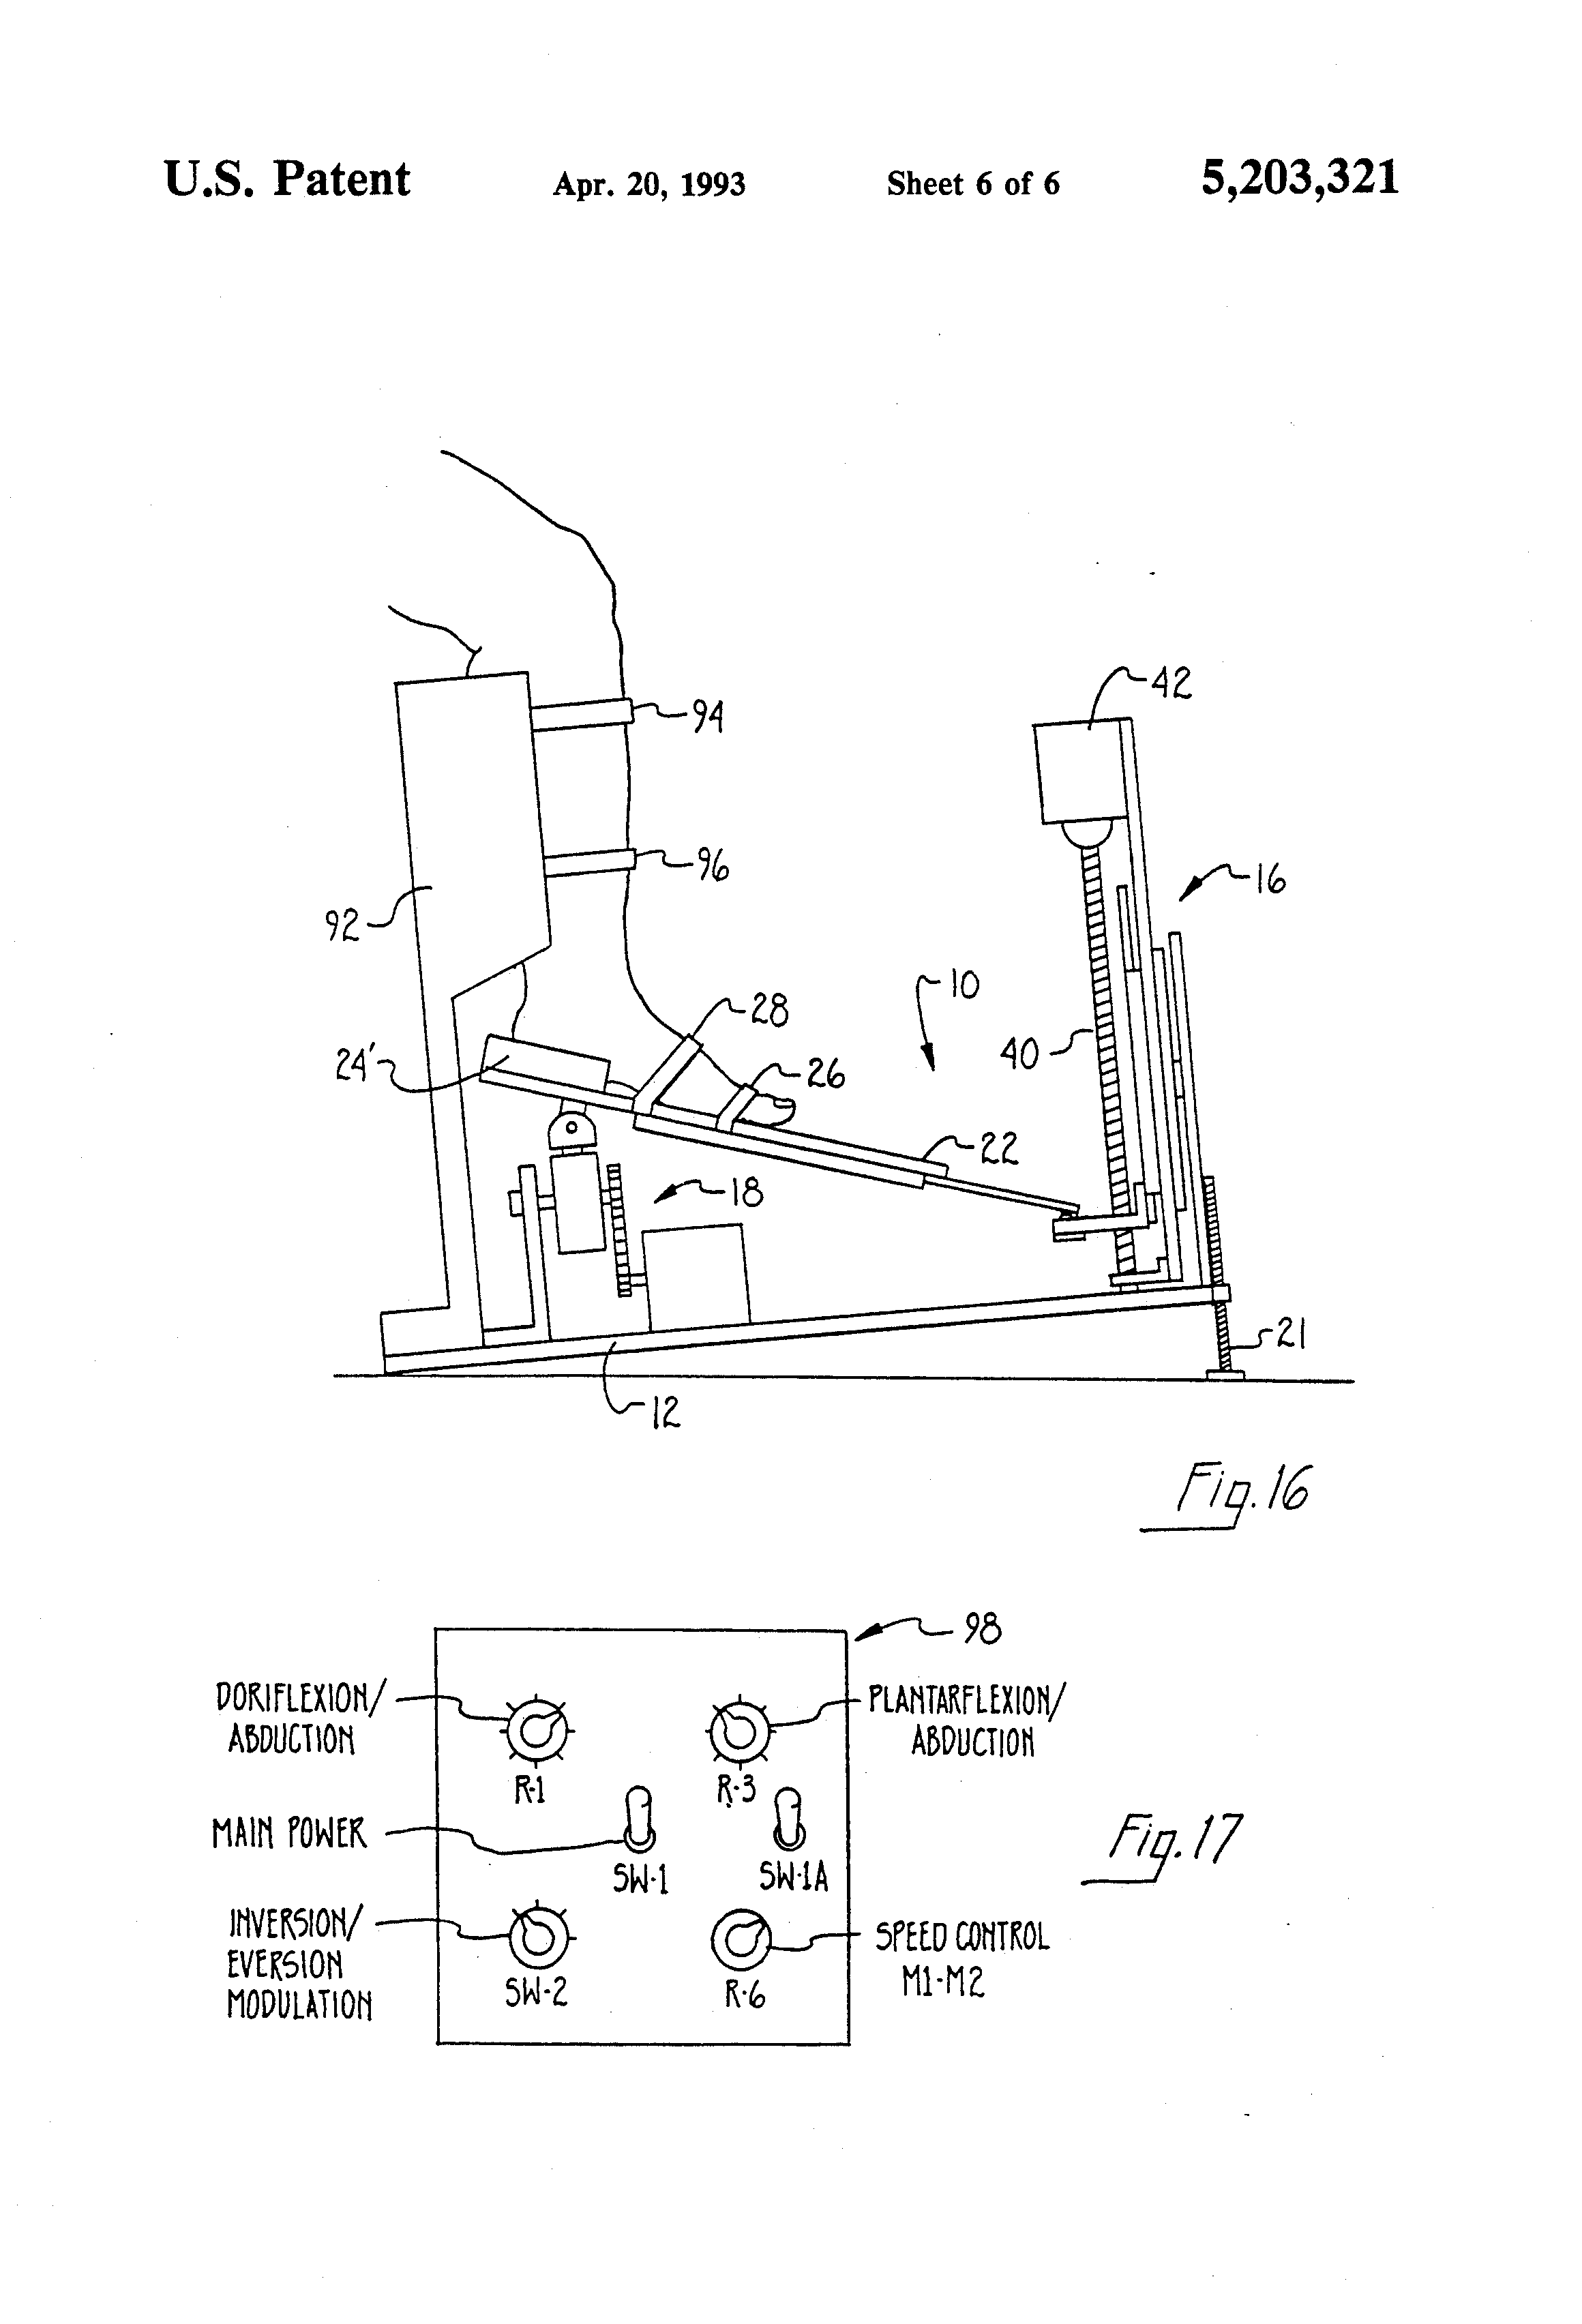 U.S. Patent Apr. 20, 1993 Sheet 6 of 6 5,203,321
42
94
96
16
92
10
28
24'
40
26
22
18
21
12
Fig. 16
98
DORIFLEXION/
ABDUCTION
PLANTARFLEXION/
ABDUCTION
R-1
R-3
MAIN POWER
SW-1
SW-1A
Fig. 17
INVERSION/
EVERSION
MODULATION
SPEED CONTROL
M1-M2
SW-2
R-6